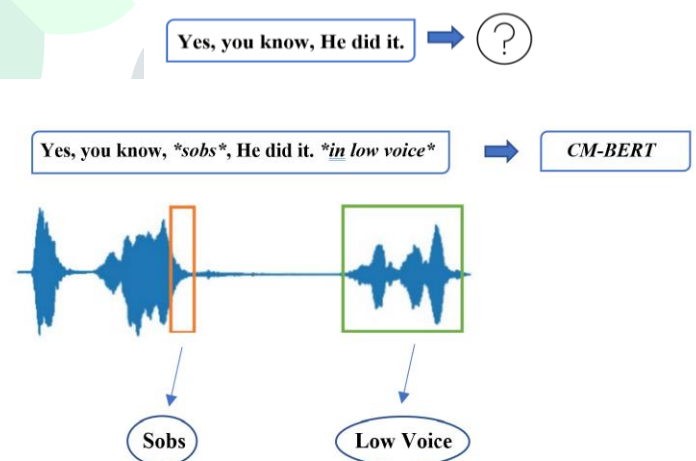 Yes, you know, He did it. ?
Yes, you know, *sobs*, He did it. *in low voice* CM-BERT
Sobs Low Voice